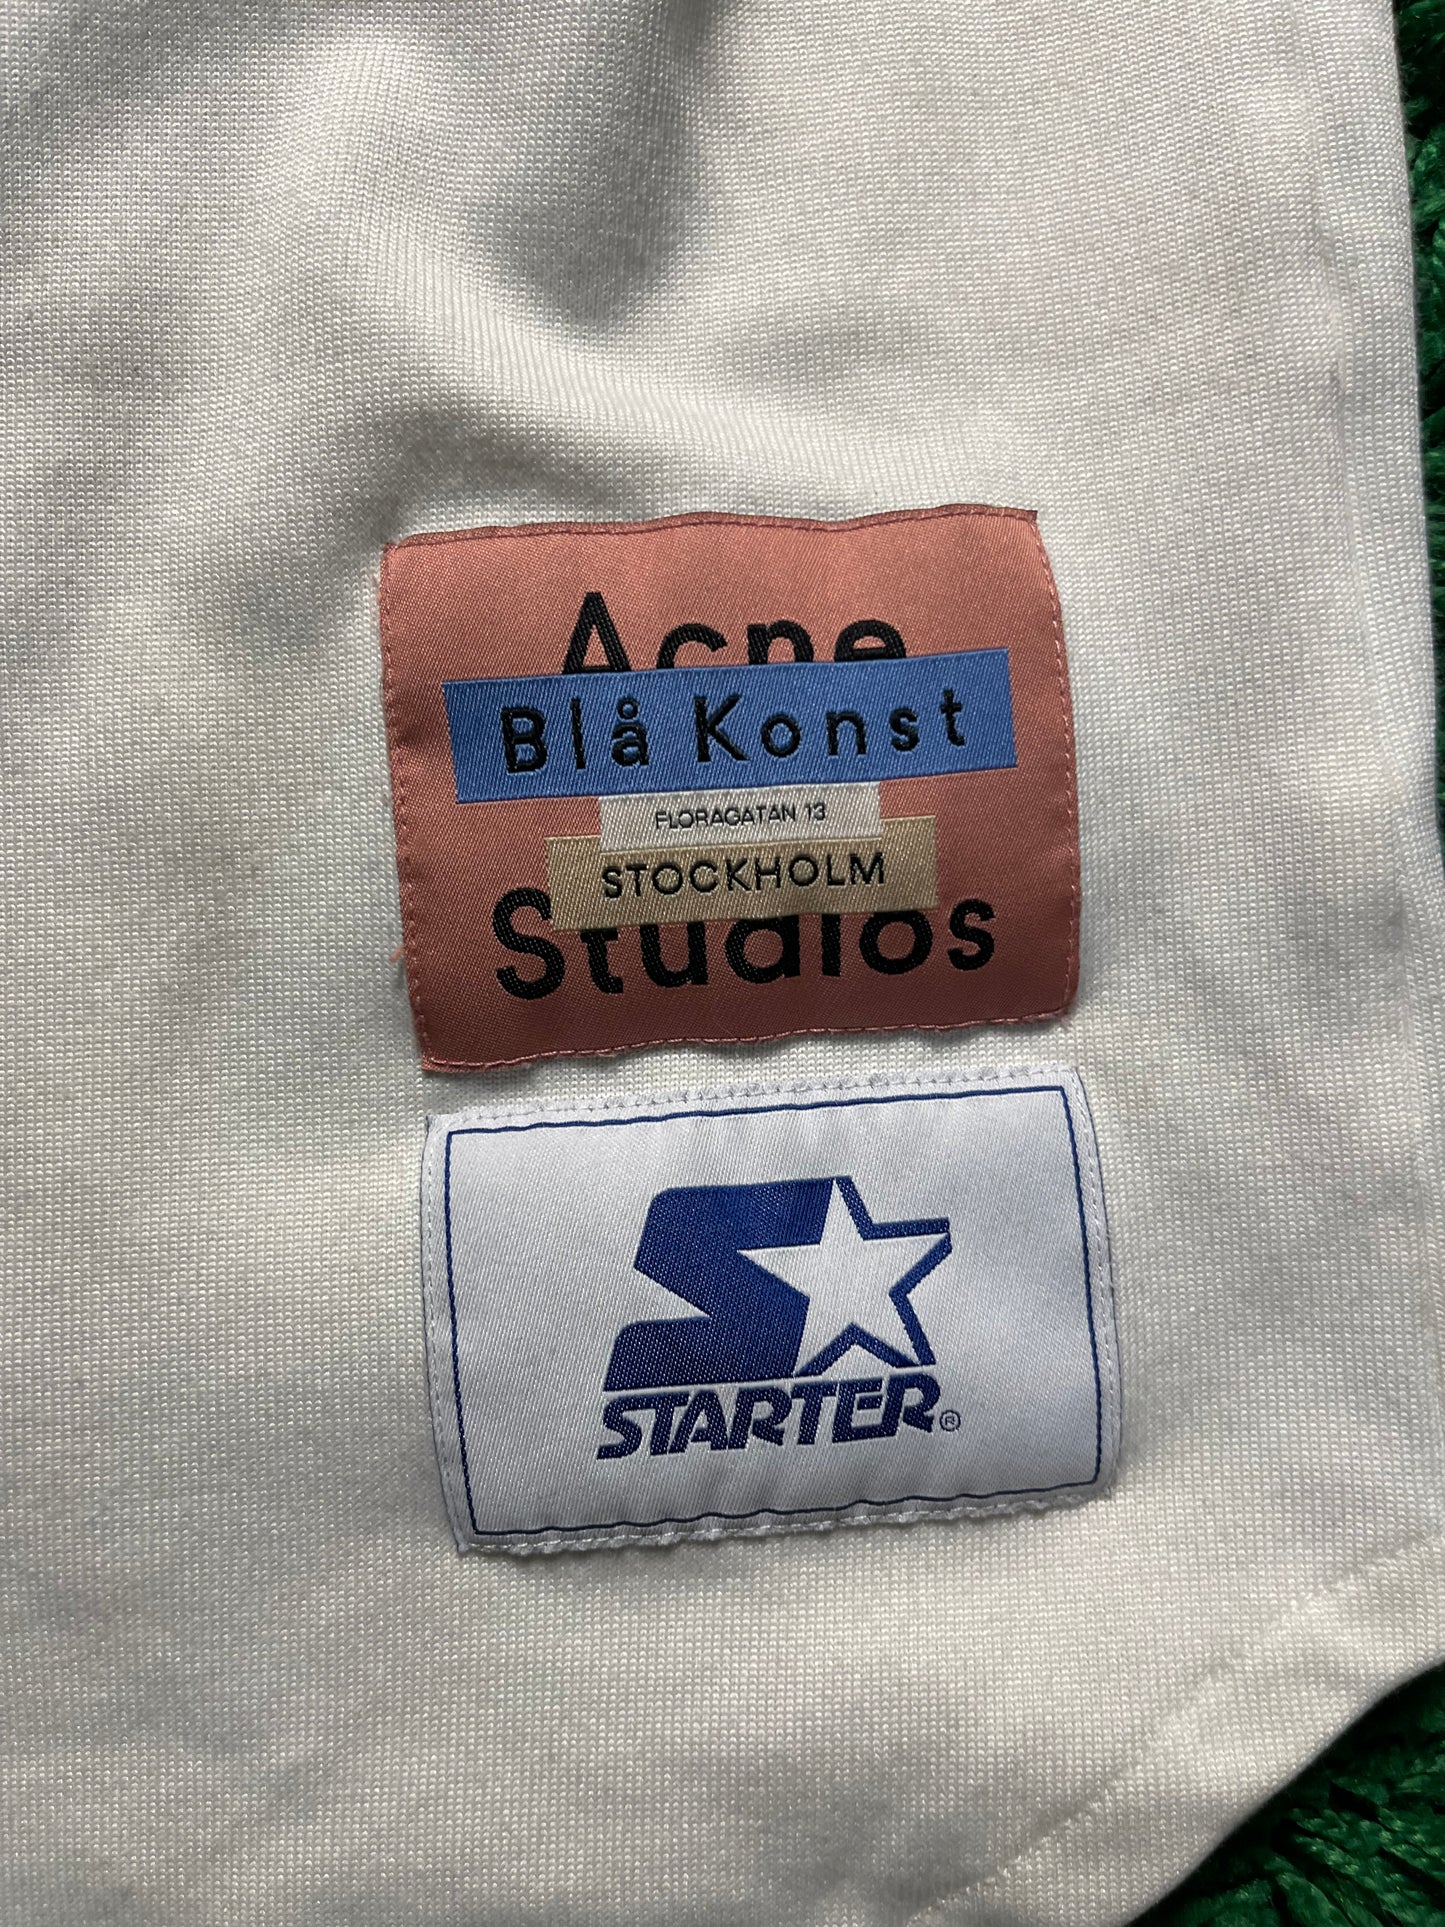 Acne
Blå Konst
FLORAGATAN 13
STOCKHOLM
Studios
STARTER®